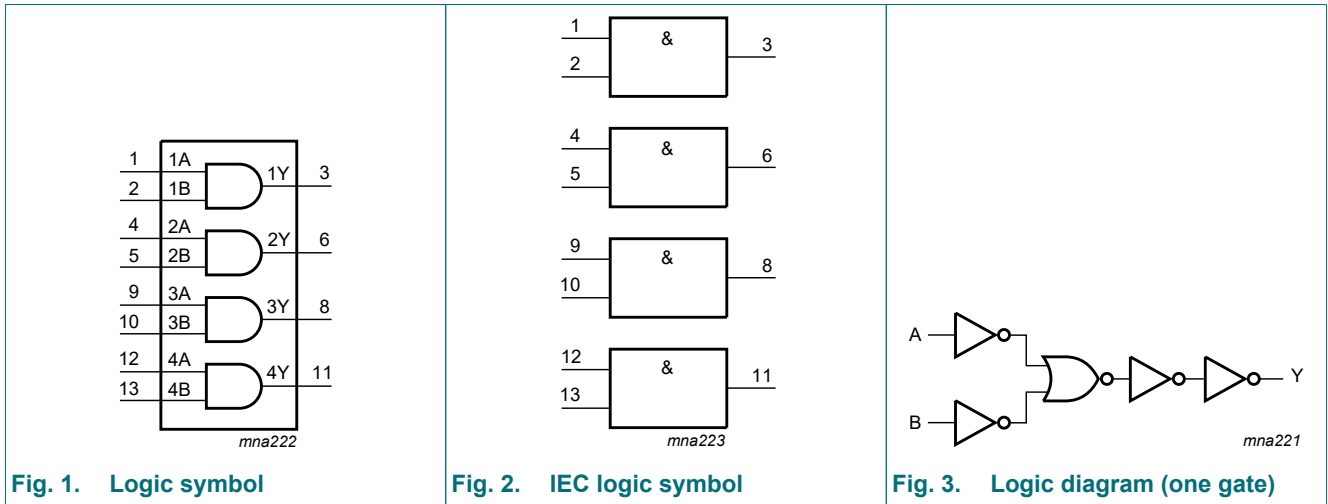 1 1A 1Y 3
2 1B
4 2A 2Y 6
5 2B
9 3A 3Y 8
10 3B
12 4A 4Y 11
13 4B
mna222
Fig. 1. Logic symbol
1 & 3
2
4 & 6
5
9 & 8
10
12 & 11
13
mna223
Fig. 2. IEC logic symbol
A
Y
B
mna221
Fig. 3. Logic diagram (one gate)